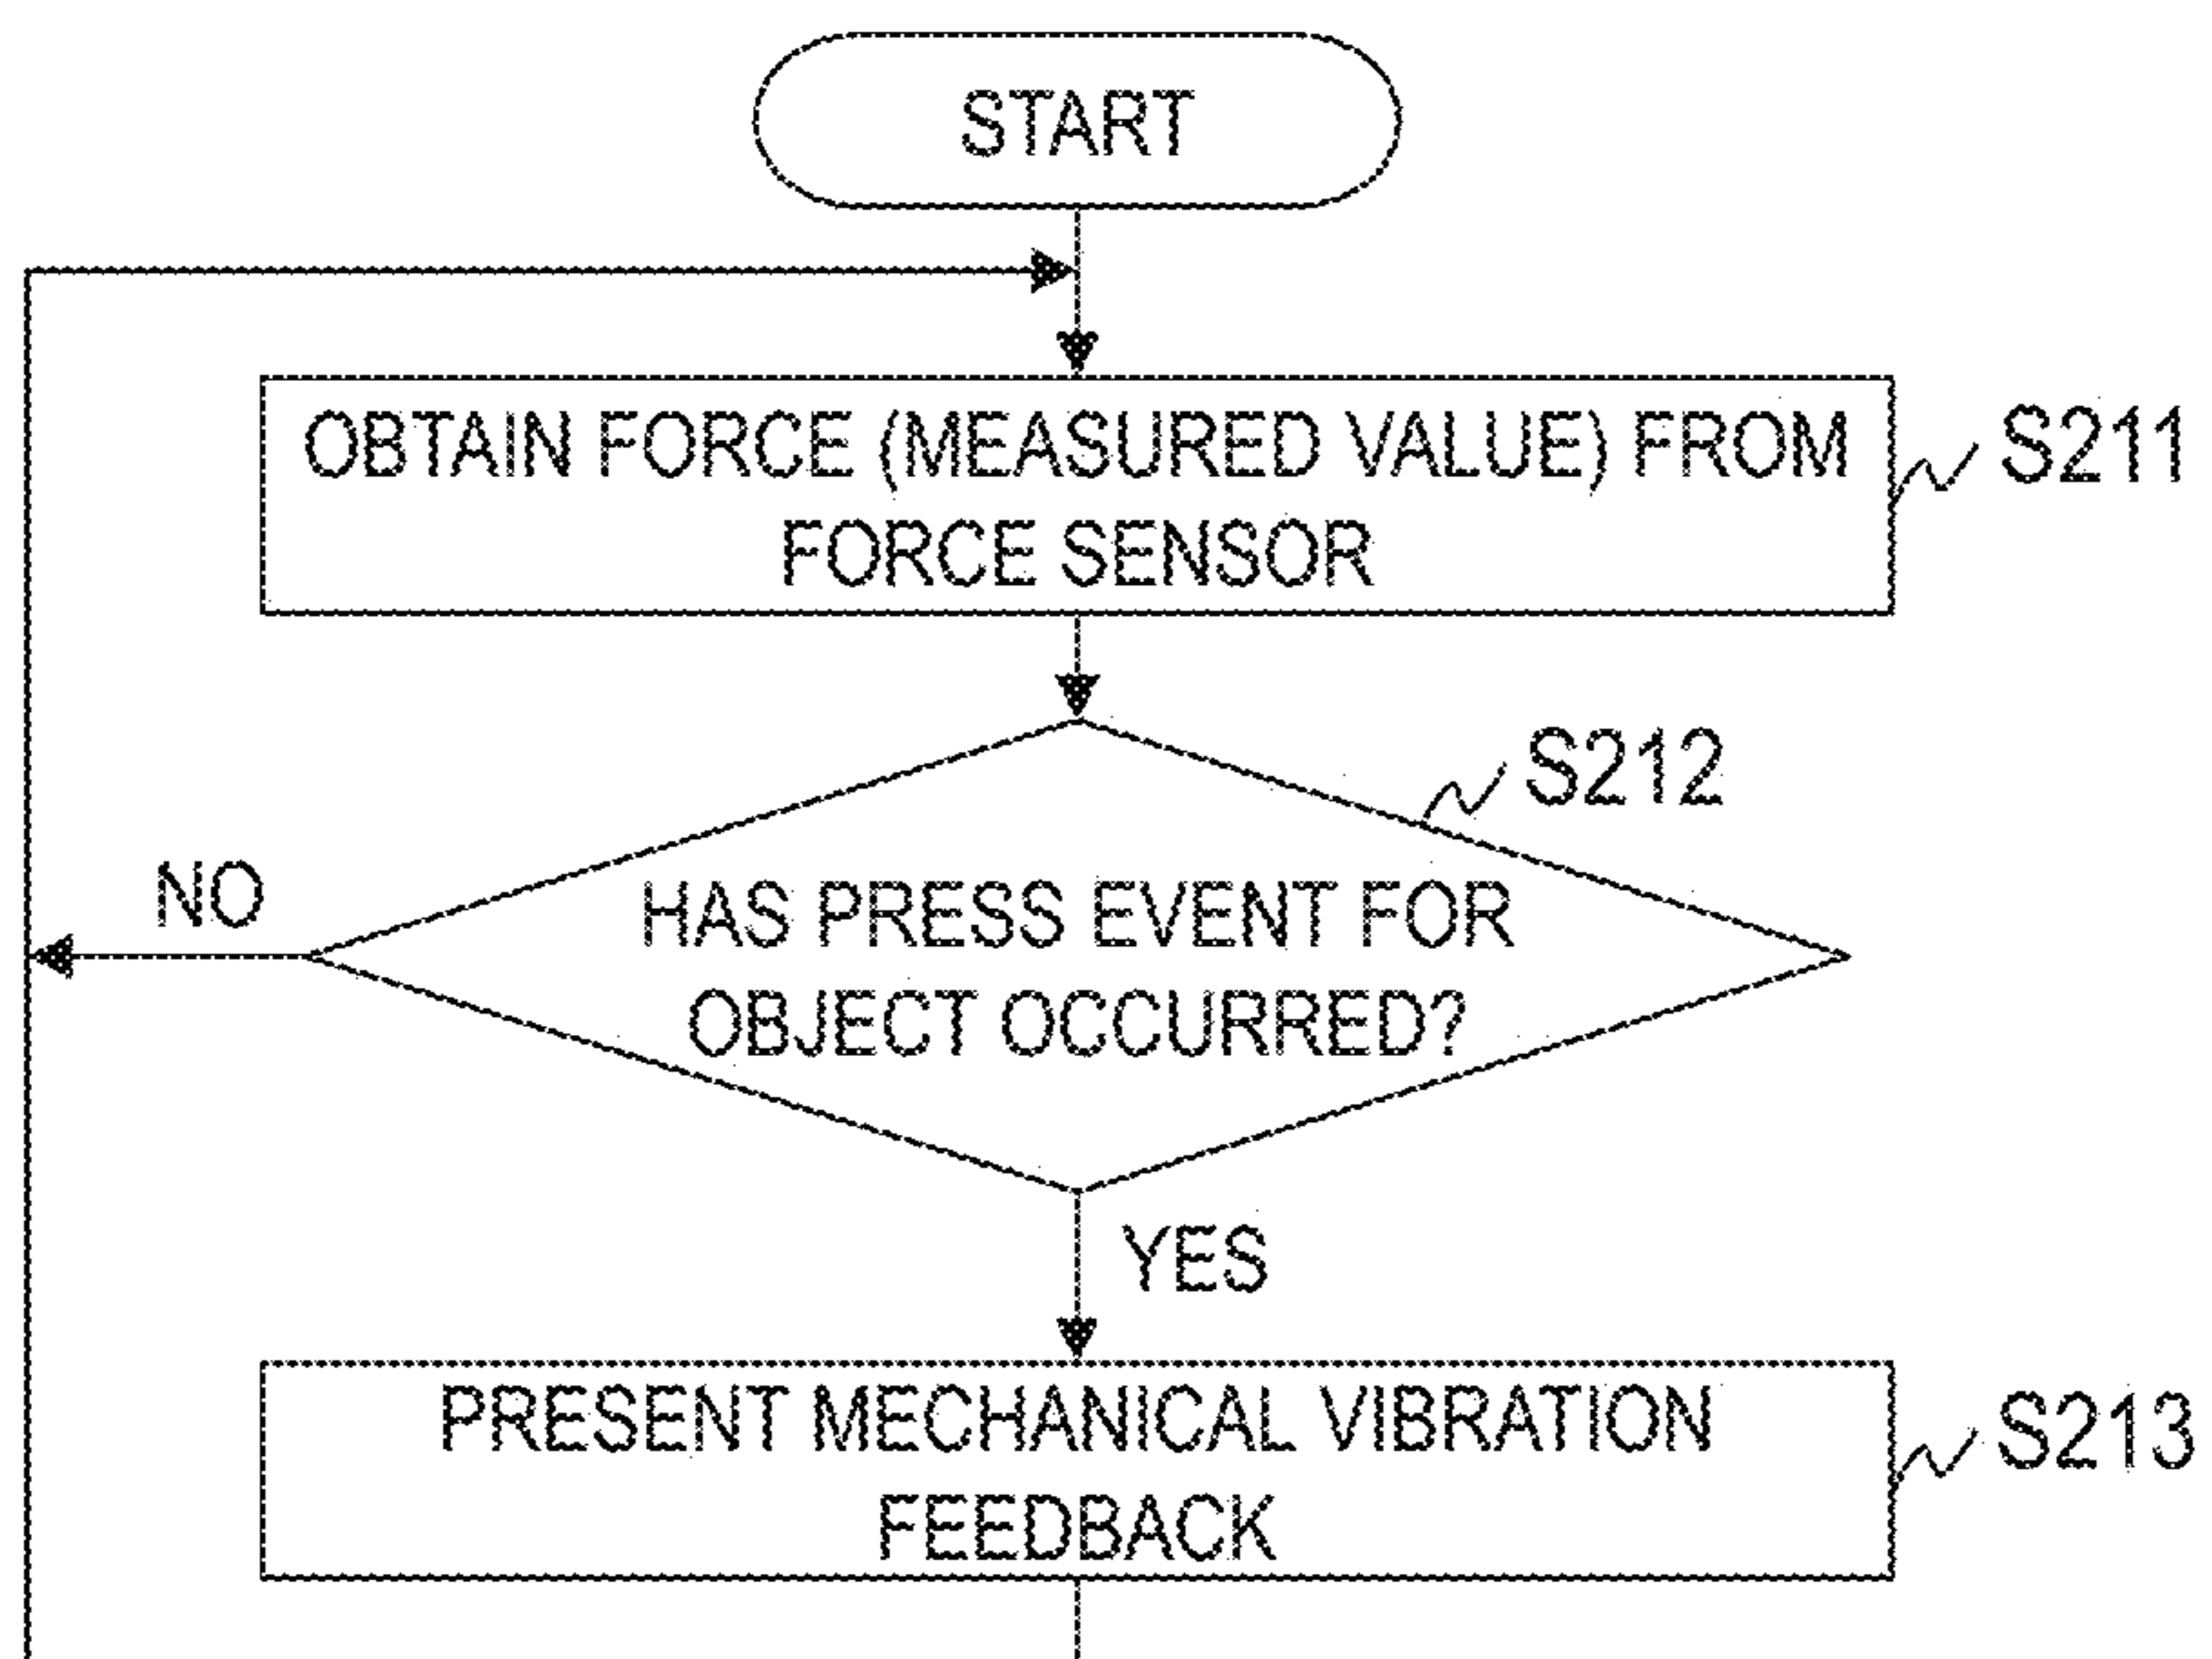 START
OBTAIN FORCE (MEASURED VALUE) FROM
FORCE SENSOR
S211
S212
HAS PRESS EVENT FOR
OBJECT OCCURRED?
NO
YES
PRESENT MECHANICAL VIBRATION
FEEDBACK
S213